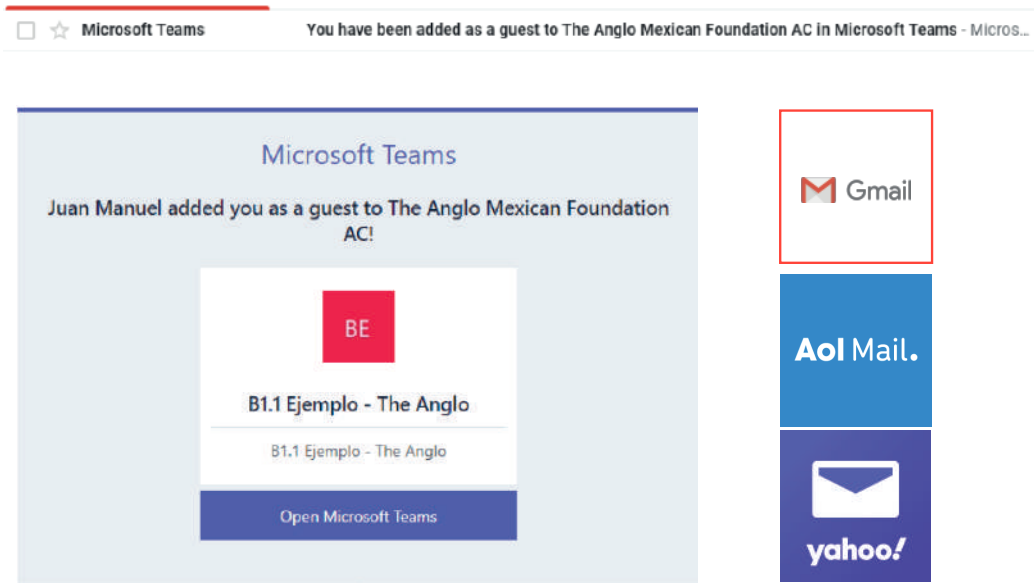 Microsoft Teams You have been added as a guest to The Anglo Mexican Foundation AC in Microsoft Teams - Micros...
Microsoft Teams
Juan Manuel added you as a guest to The Anglo Mexican Foundation
AC!
BE
B1.1 Ejemplo - The Anglo
B1.1 Ejemplo - The Anglo
Open Microsoft Teams
Gmail
Aol Mail.
yahoo!